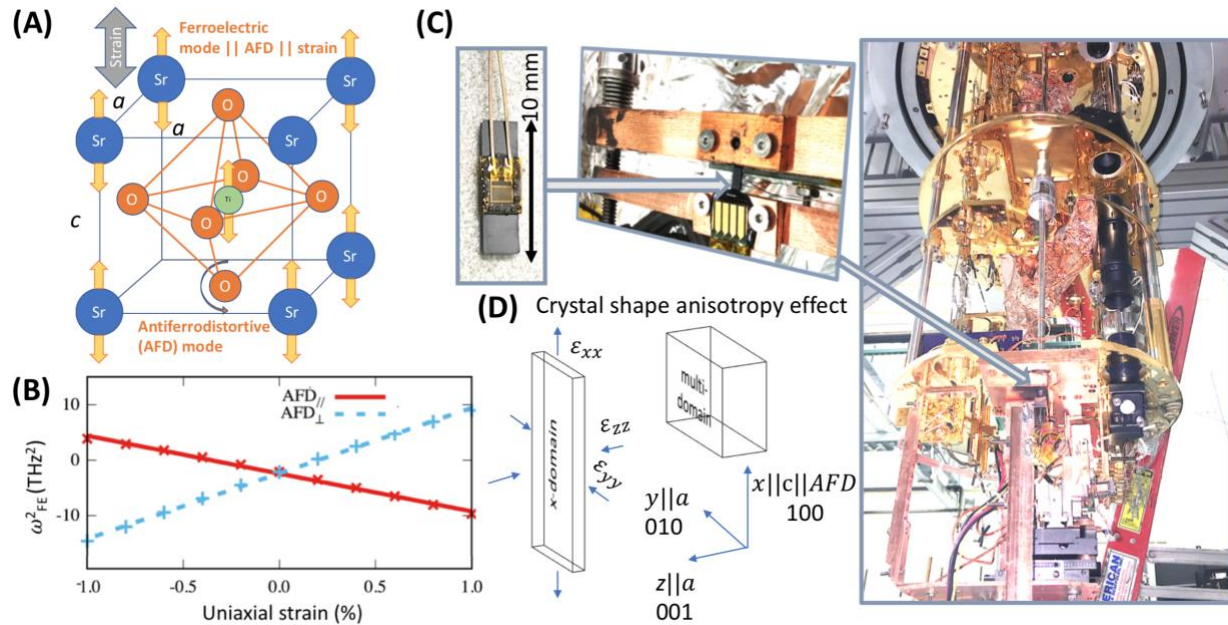 (A)
Strain
Ferroelectric
mode || AFD || strain
Sr
Sr
Sr
Sr
Sr
Sr
Sr
a
a
c
O
O
O
O
O
O
Ti
Antiferrodistortive
(AFD) mode
(B)
AFD//
AFD⊥
10
0
-10
ω²FE (THz²)
-1.0
-0.5
0.0
0.5
1.0
Uniaxial strain (%)
(C)
10 mm
(D) Crystal shape anisotropy effect
εxx
εzz
εyy
x-domain
multi-
domain
y||a
010
x||c||AFD
100
z||a
001